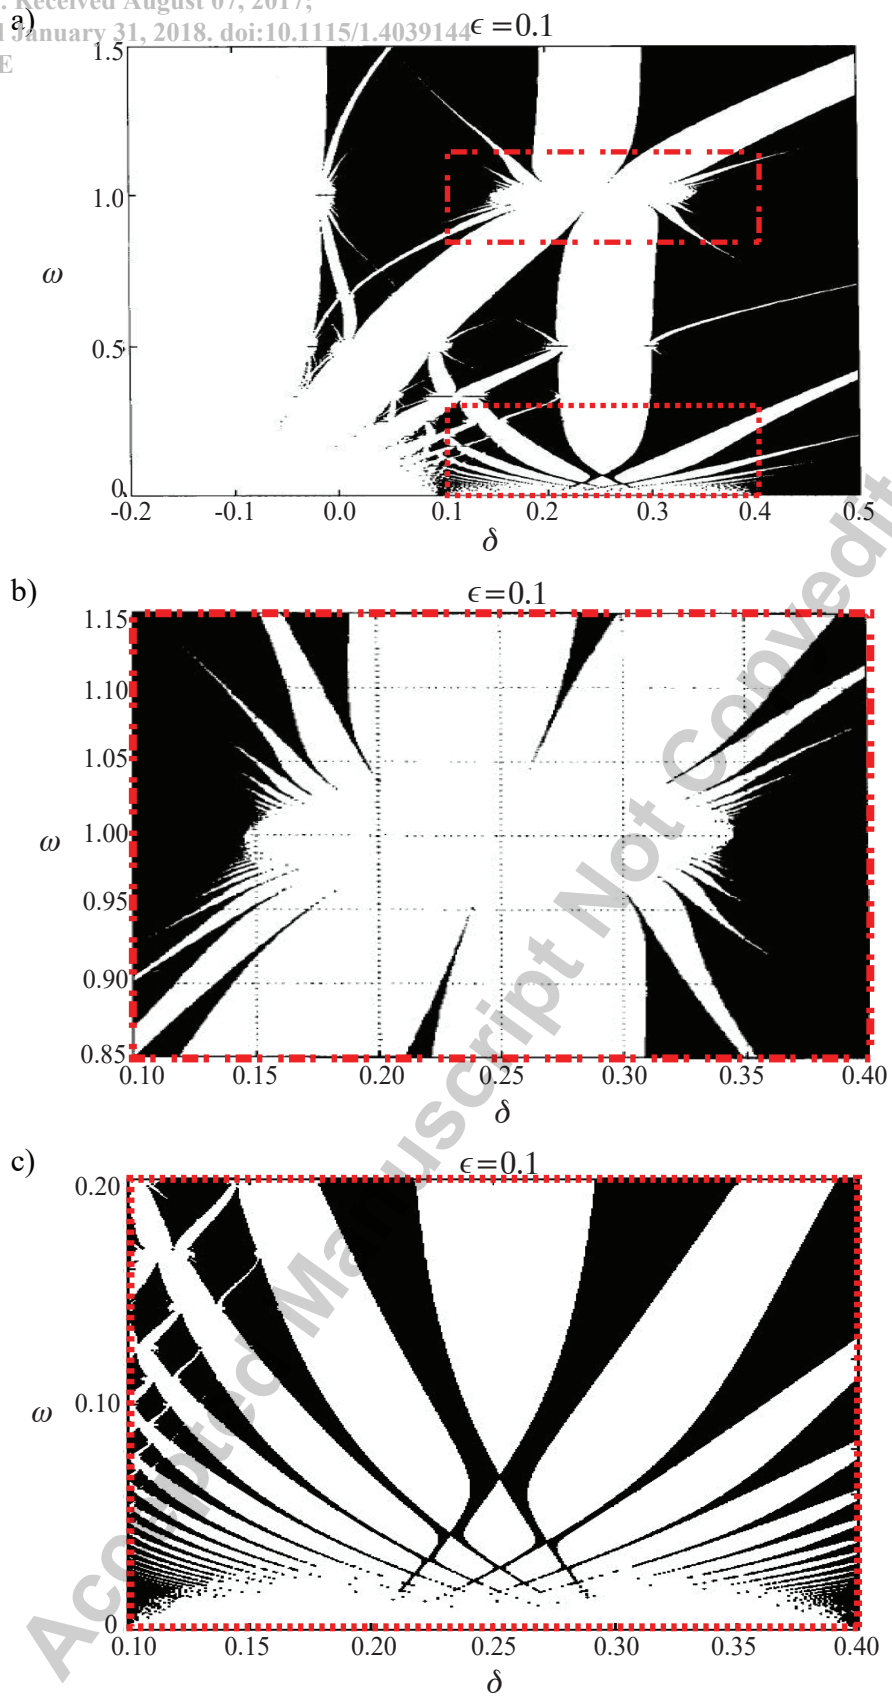 . Received August 07, 2017;
d January 31, 2018. doi:10.1115/1.4039144
E
a)
ϵ=0.1
1.5
1.0
ω
0.5
0
-0.2 -0.1 0.0 0.1 0.2 0.3 0.4 0.5
δ
b)
ϵ=0.1
1.15
1.10
1.05
ω 1.00
0.95
0.90
0.85
0.10 0.15 0.20 0.25 0.30 0.35 0.40
δ
c)
ϵ=0.1
0.20
ω 0.10
0
0.10 0.15 0.20 0.25 0.30 0.35 0.40
δ
Accepted Manuscript Not Copyedit